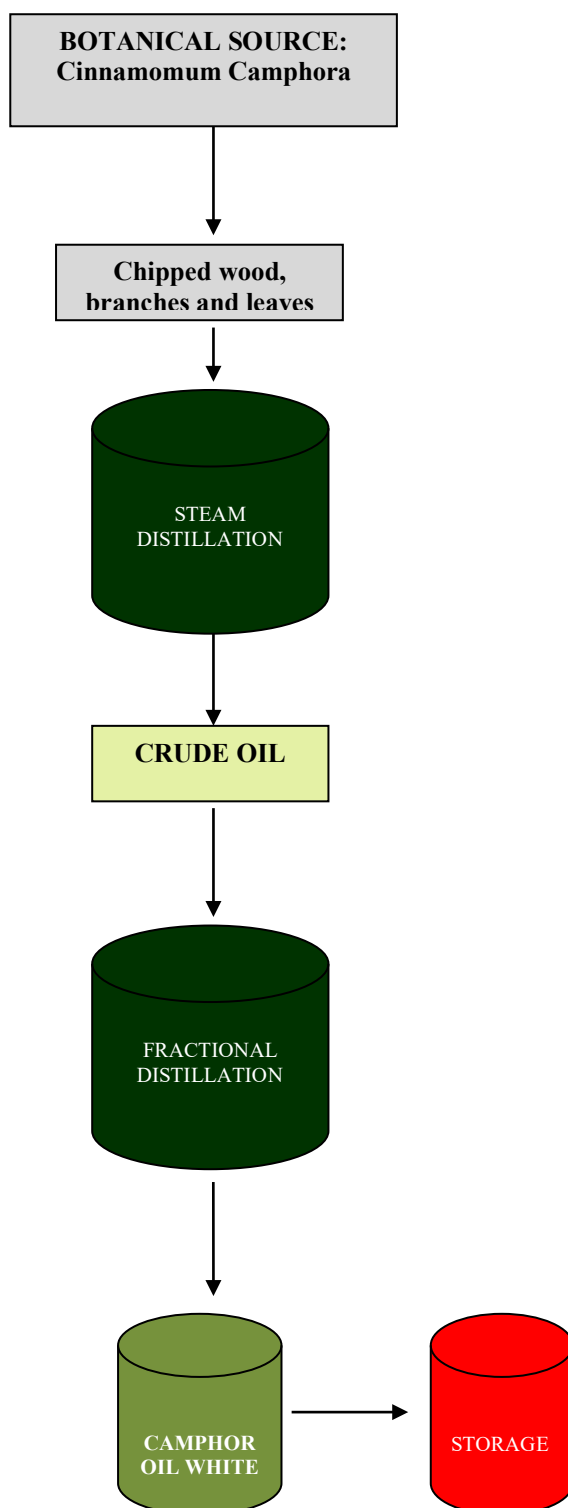 BOTANICAL SOURCE:
Cinnamomum Camphora
Chipped wood,
branches and leaves
STEAM
DISTILLATION
CRUDE OIL
FRACTIONAL
DISTILLATION
CAMPHOR
OIL WHITE
STORAGE